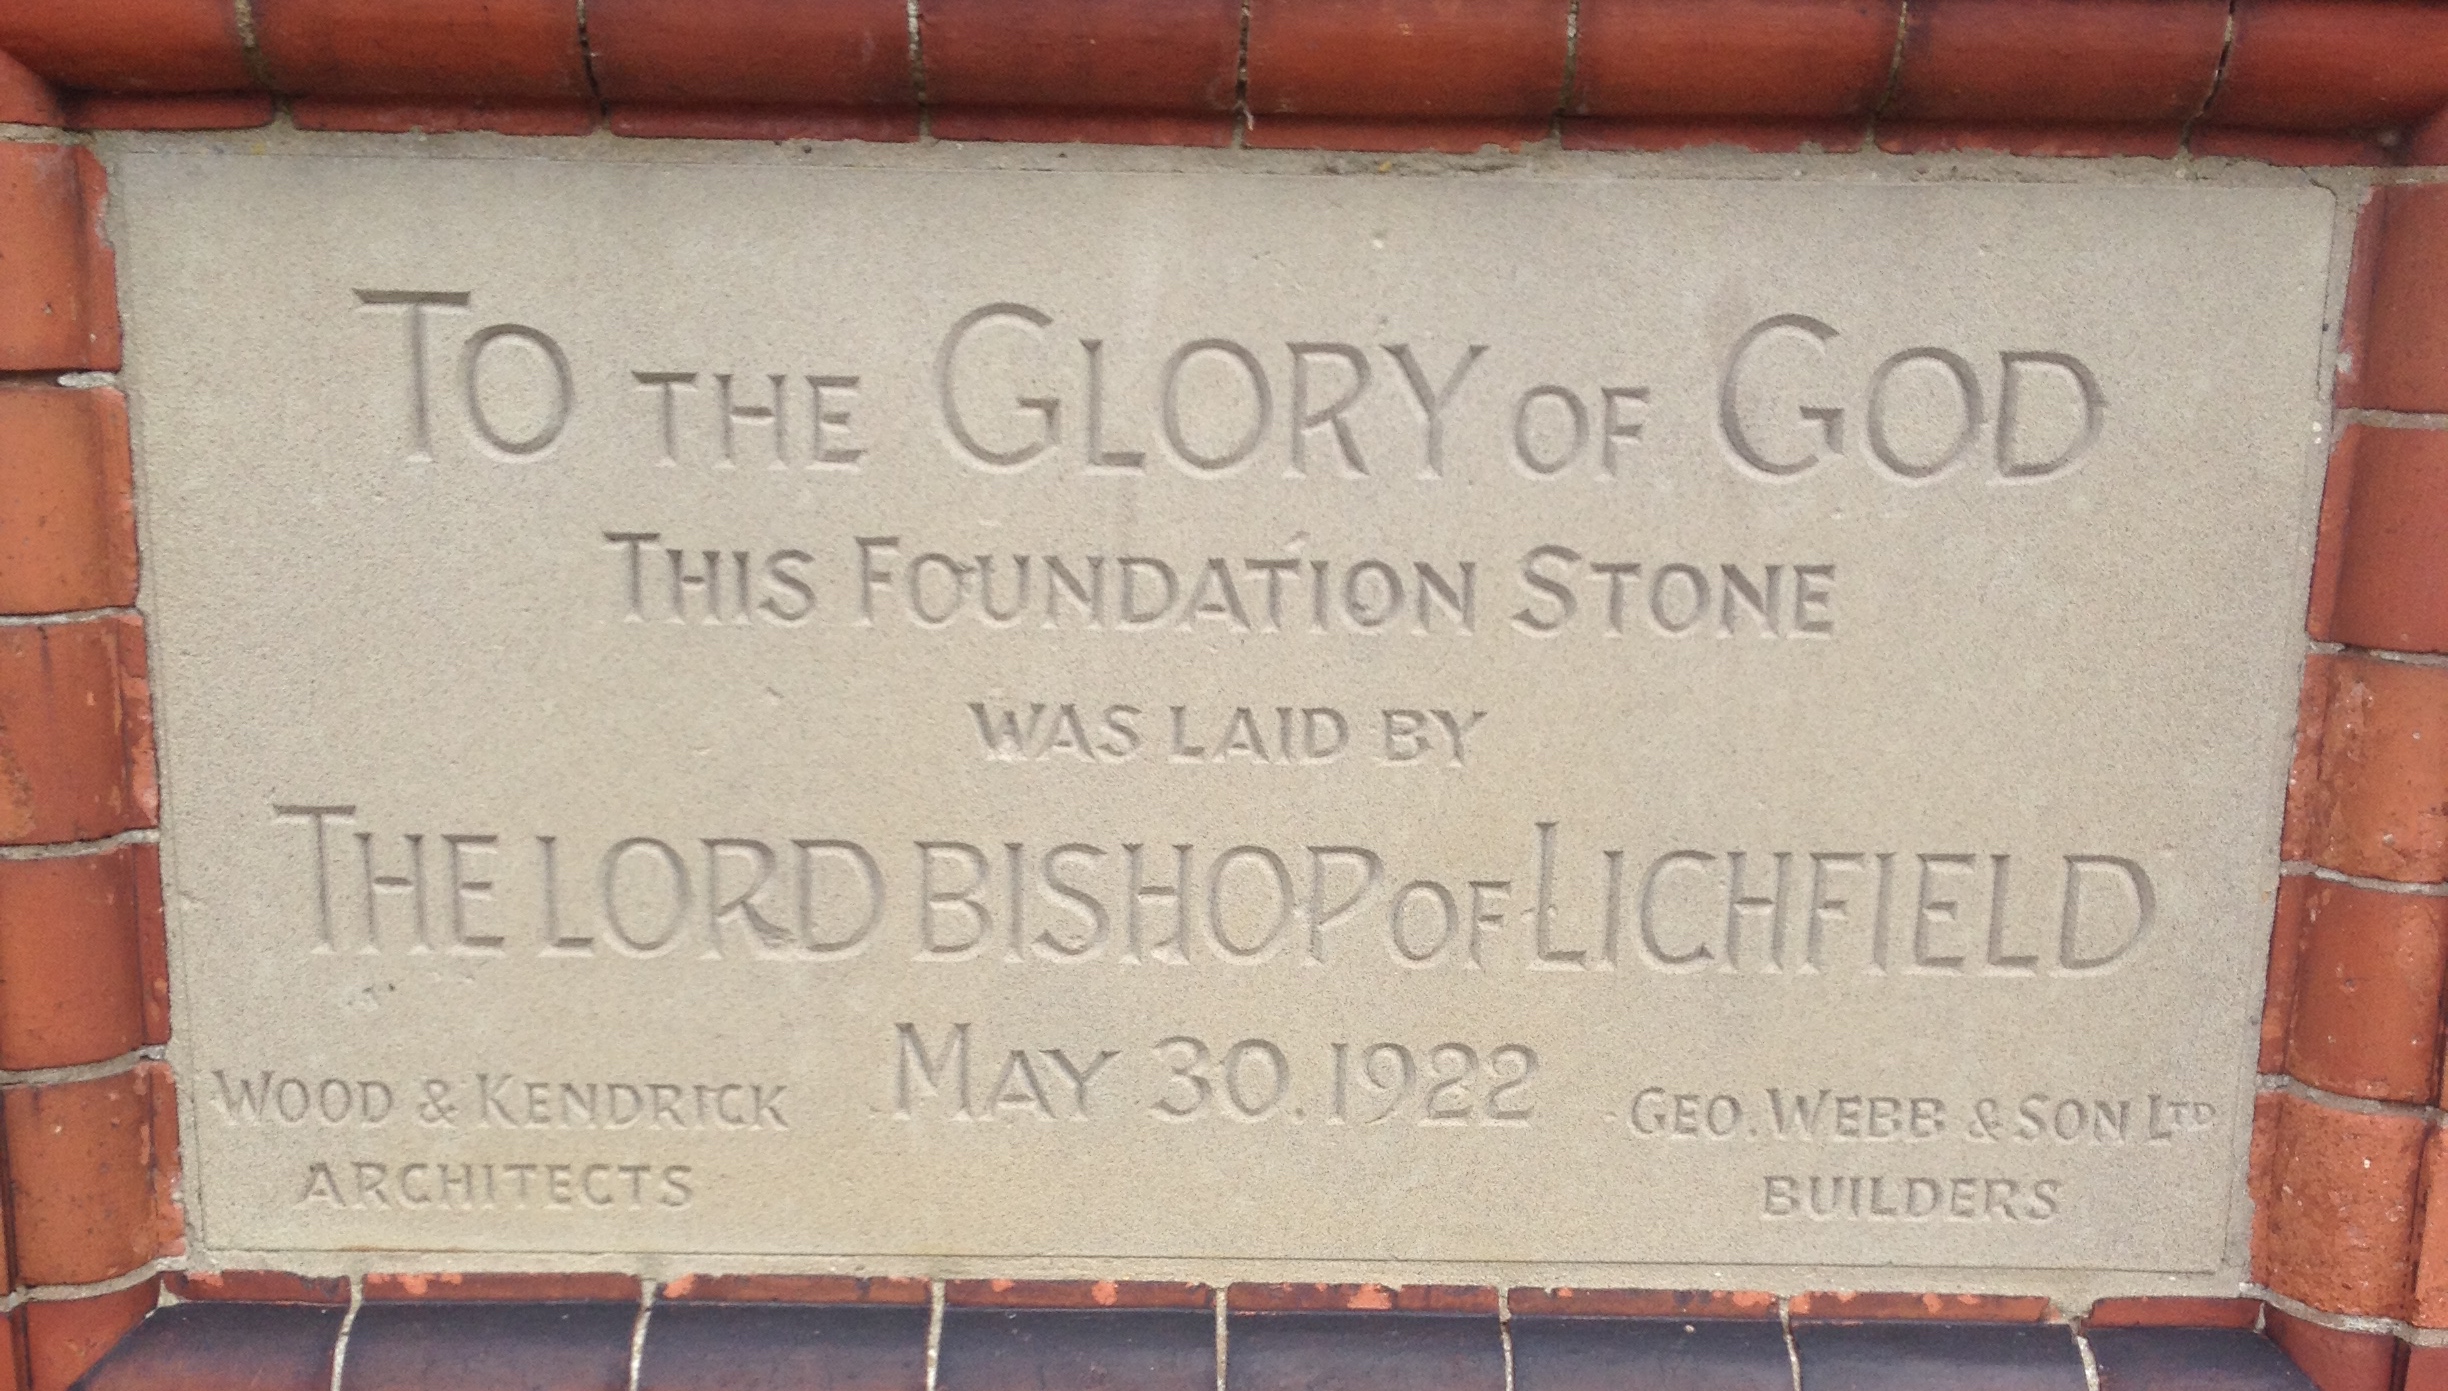 TO THE GLORY OF GOD
THIS FOUNDATION STONE
WAS LAID BY
THE LORD BISHOP OF LICHFIELD
MAY 30. 1922
WOOD & KENDRICK
ARCHITECTS
GEO. WEBB & SON LTD
BUILDERS